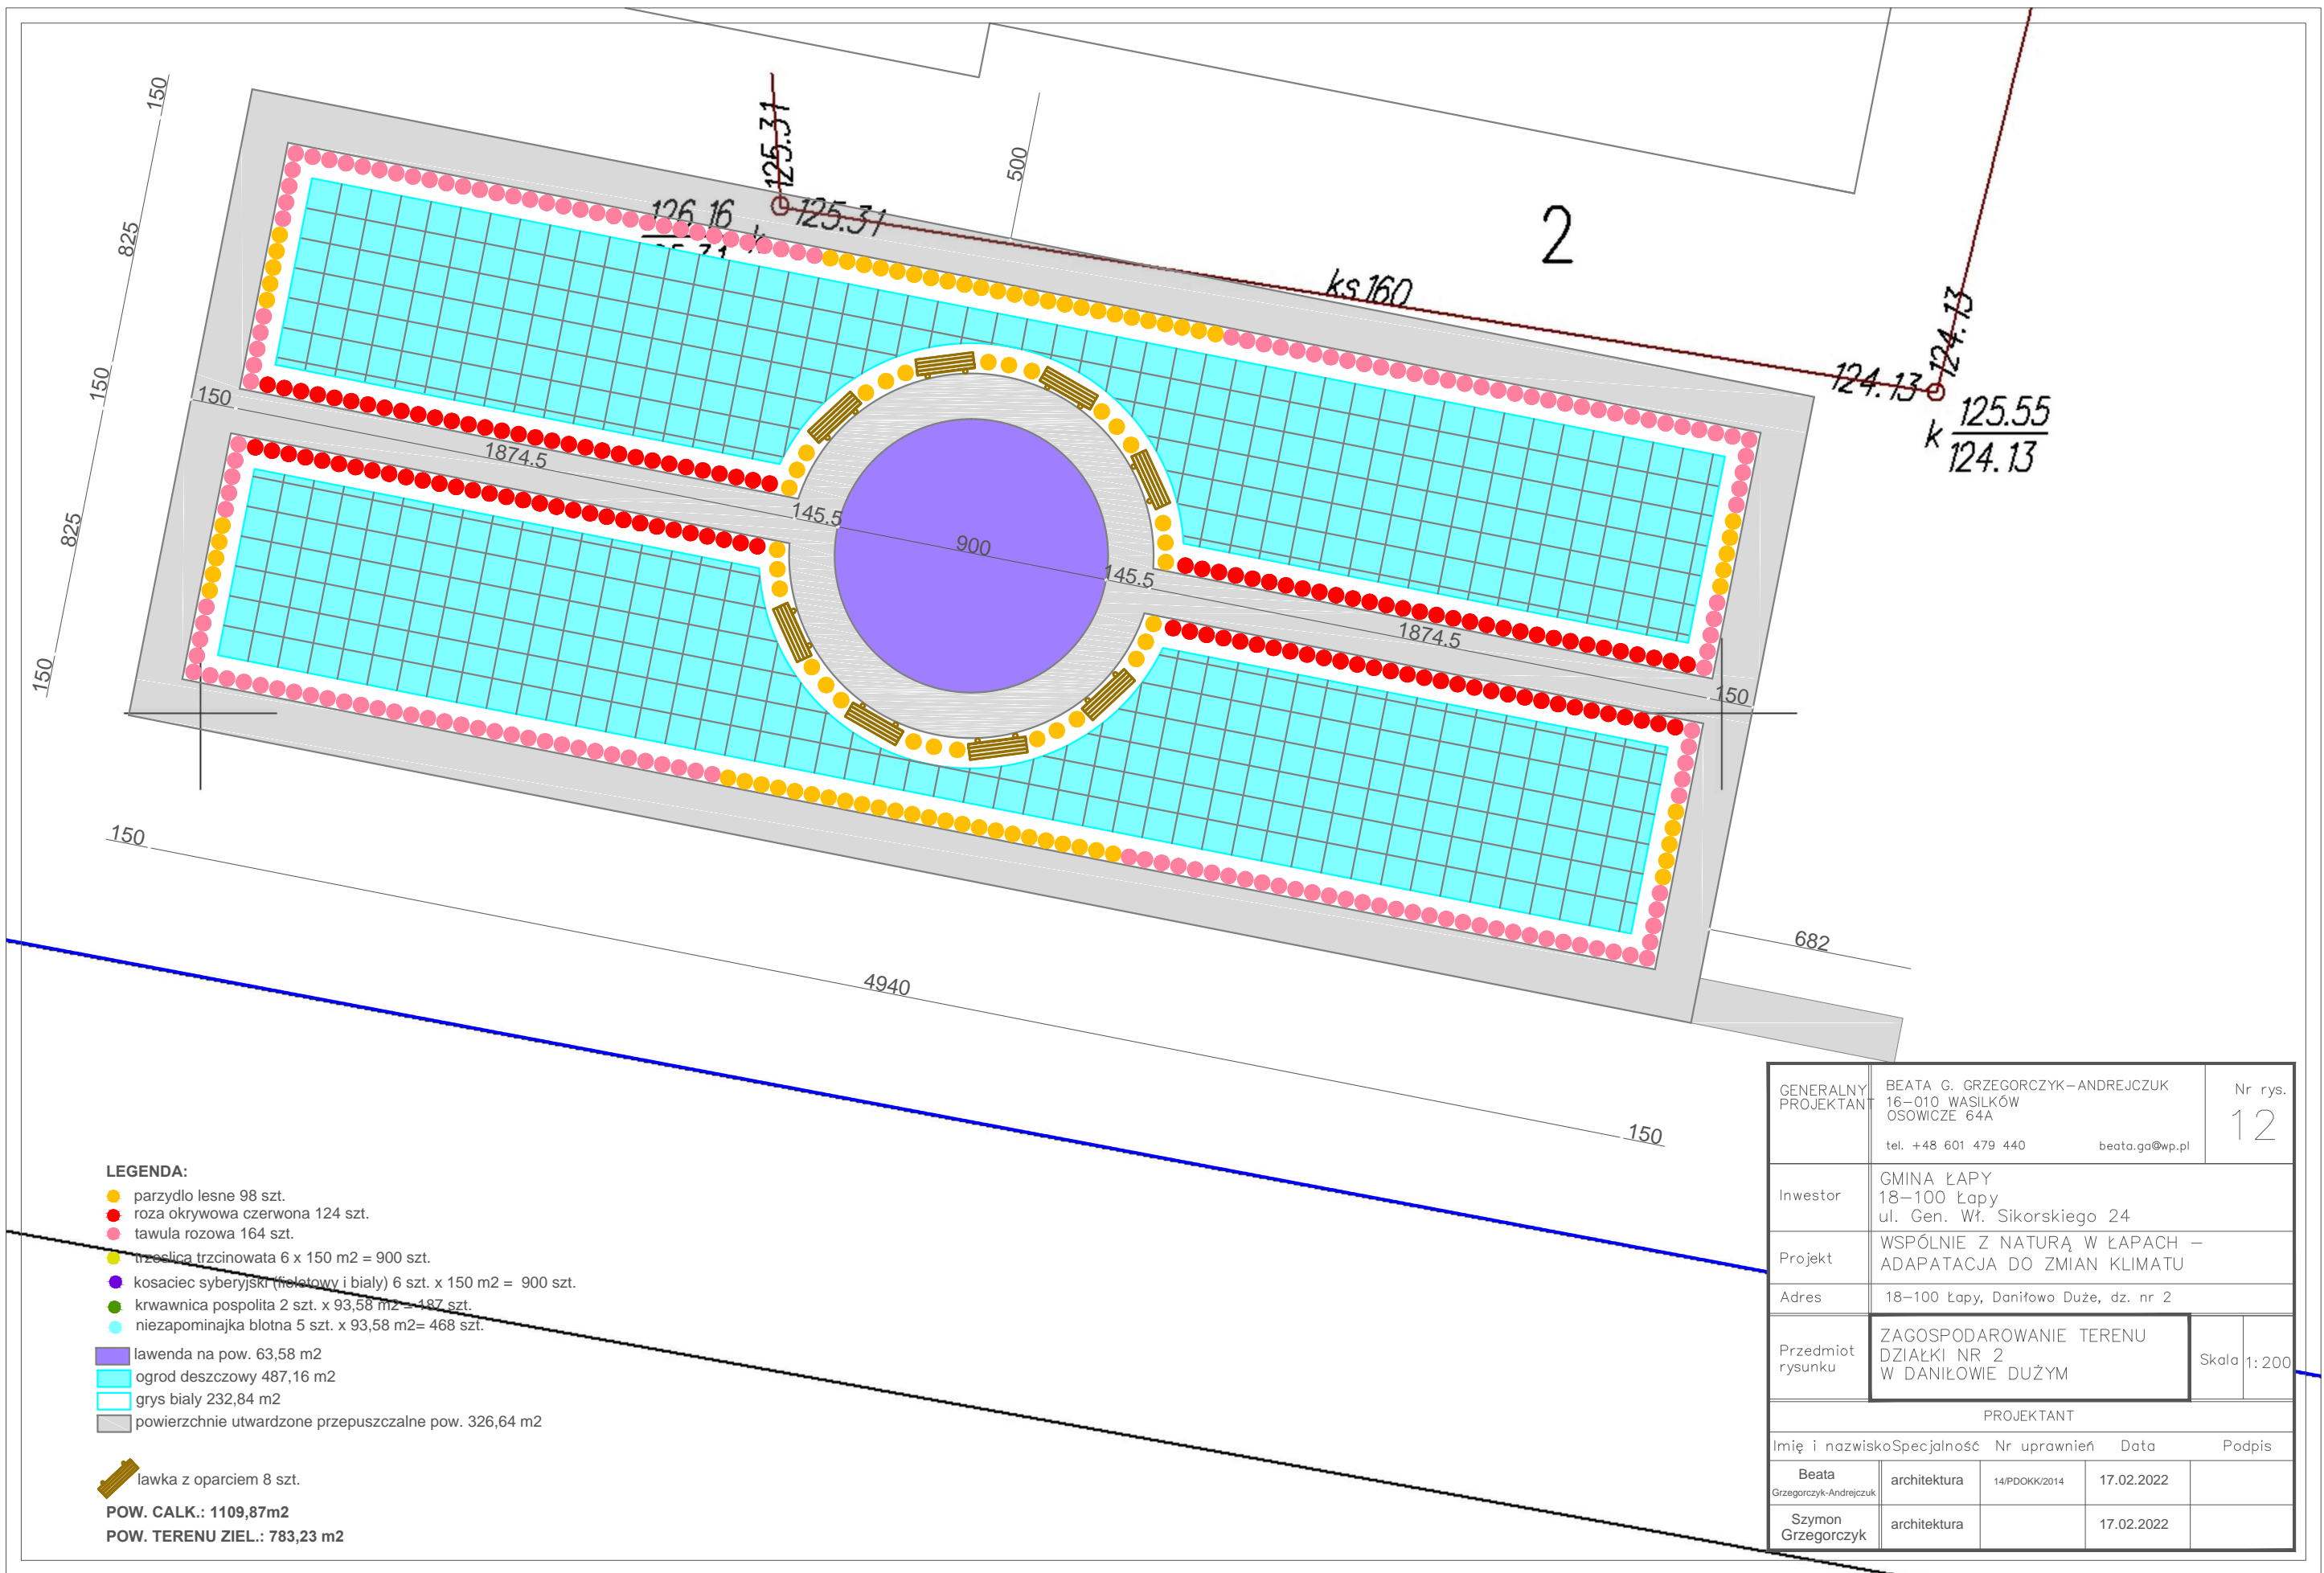 150
825
150
825
150
125.31
126.16
125.31
500
2
ks160
124.13
124.13
k 125.55
124.13
150
1874.5
145.5
900
145.5
1874.5
150
150
4940
150
682
LEGENDA:
parzydlo lesne 98 szt.
roza okrywowa czerwona 124 szt.
tawula rozowa 164 szt.
trzeslica trzcinowata 6 x 150 m2 = 900 szt.
kosaciec syberyjski (fioletowy i bialy) 6 szt. x 150 m2 = 900 szt.
krwawnica pospolita 2 szt. x 93,58 m2 = 187 szt.
niezapominajka blotna 5 szt. x 93,58 m2= 468 szt.
lawenda na pow. 63,58 m2
ogrod deszczowy 487,16 m2
grys bialy 232,84 m2
powierzchnie utwardzone przepuszczalne pow. 326,64 m2
lawka z oparciem 8 szt.
POW. CALK.: 1109,87m2
POW. TERENU ZIEL.: 783,23 m2
GENERALNY PROJEKTANT
BEATA G. GRZEGORCZYK-ANDREJCZUK
16-010 WASILKÓW
OSOWICZE 64A
tel. +48 601 479 440 beata.ga@wp.pl
Nr rys.
12
Inwestor
GMINA ŁAPY
18-100 Łapy
ul. Gen. Wł. Sikorskiego 24
Projekt
WSPÓLNIE Z NATURĄ W ŁAPACH -
ADAPATACJA DO ZMIAN KLIMATU
Adres
18-100 Łapy, Daniłowo Duże, dz. nr 2
Przedmiot
rysunku
ZAGOSPODAROWANIE TERENU
DZIAŁKI NR 2
W DANIŁOWIE DUŻYM
Skala 1:200
PROJEKTANT
Imię i nazwisko Specjalność Nr uprawnień Data Podpis
Beata
Grzegorczyk-Andrejczuk
architektura 14/PDOKK/2014 17.02.2022
Szymon
Grzegorczyk
architektura 17.02.2022